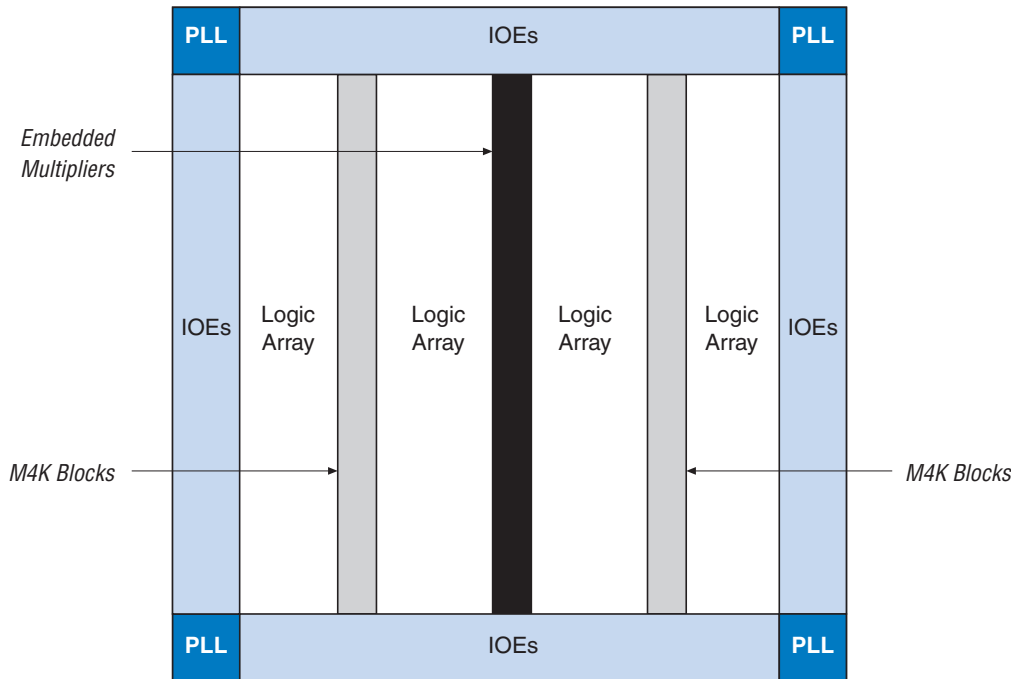 PLL
IOEs
PLL
Embedded
Multipliers
IOEs
Logic
Array
Logic
Array
Logic
Array
Logic
Array
IOEs
M4K Blocks
M4K Blocks
PLL
IOEs
PLL